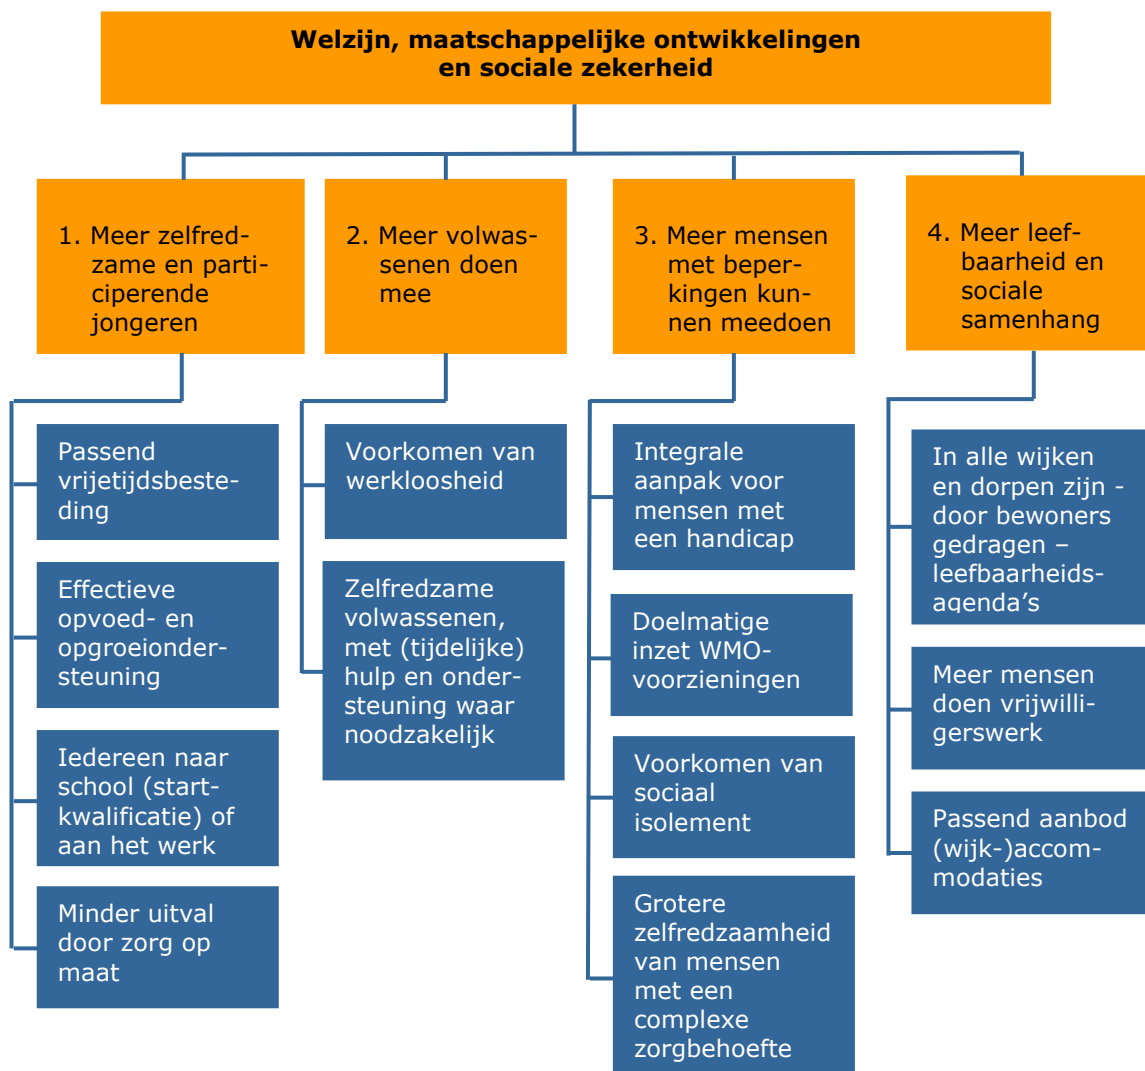 Welzijn, maatschappelijke ontwikkelingen
en sociale zekerheid
1. Meer zelfred-
zame en parti-
ciperende
jongeren
Passend
vrijetijdsbeste-
ding
Effectieve
opvoed- en
opgroeionder-
steuning
Iedereen naar
school (start-
kwalificatie) of
aan het werk
Minder uitval
door zorg op
maat
2. Meer volwas-
senen doen
mee
Voorkomen van
werkloosheid
Zelfredzame
volwassenen,
met (tijdelijke)
hulp en onder-
steuning waar
noodzakelijk
3. Meer mensen
met beper-
kingen kun-
nen meedoen
Integrale
aanpak voor
mensen met
een handicap
Doelmatige
inzet WMO-
voorzieningen
Voorkomen van
sociaal
isolement
Grotere
zelfredzaamheid
van mensen
met een
complexe
zorgbehoefte
4. Meer leef-
baarheid en
sociale
samenhang
In alle wijken
en dorpen zijn -
door bewoners
gedragen –
leefbaarheids-
agenda’s
Meer mensen
doen vrijwilli-
gerswerk
Passend aanbod
(wijk-)accom-
modaties